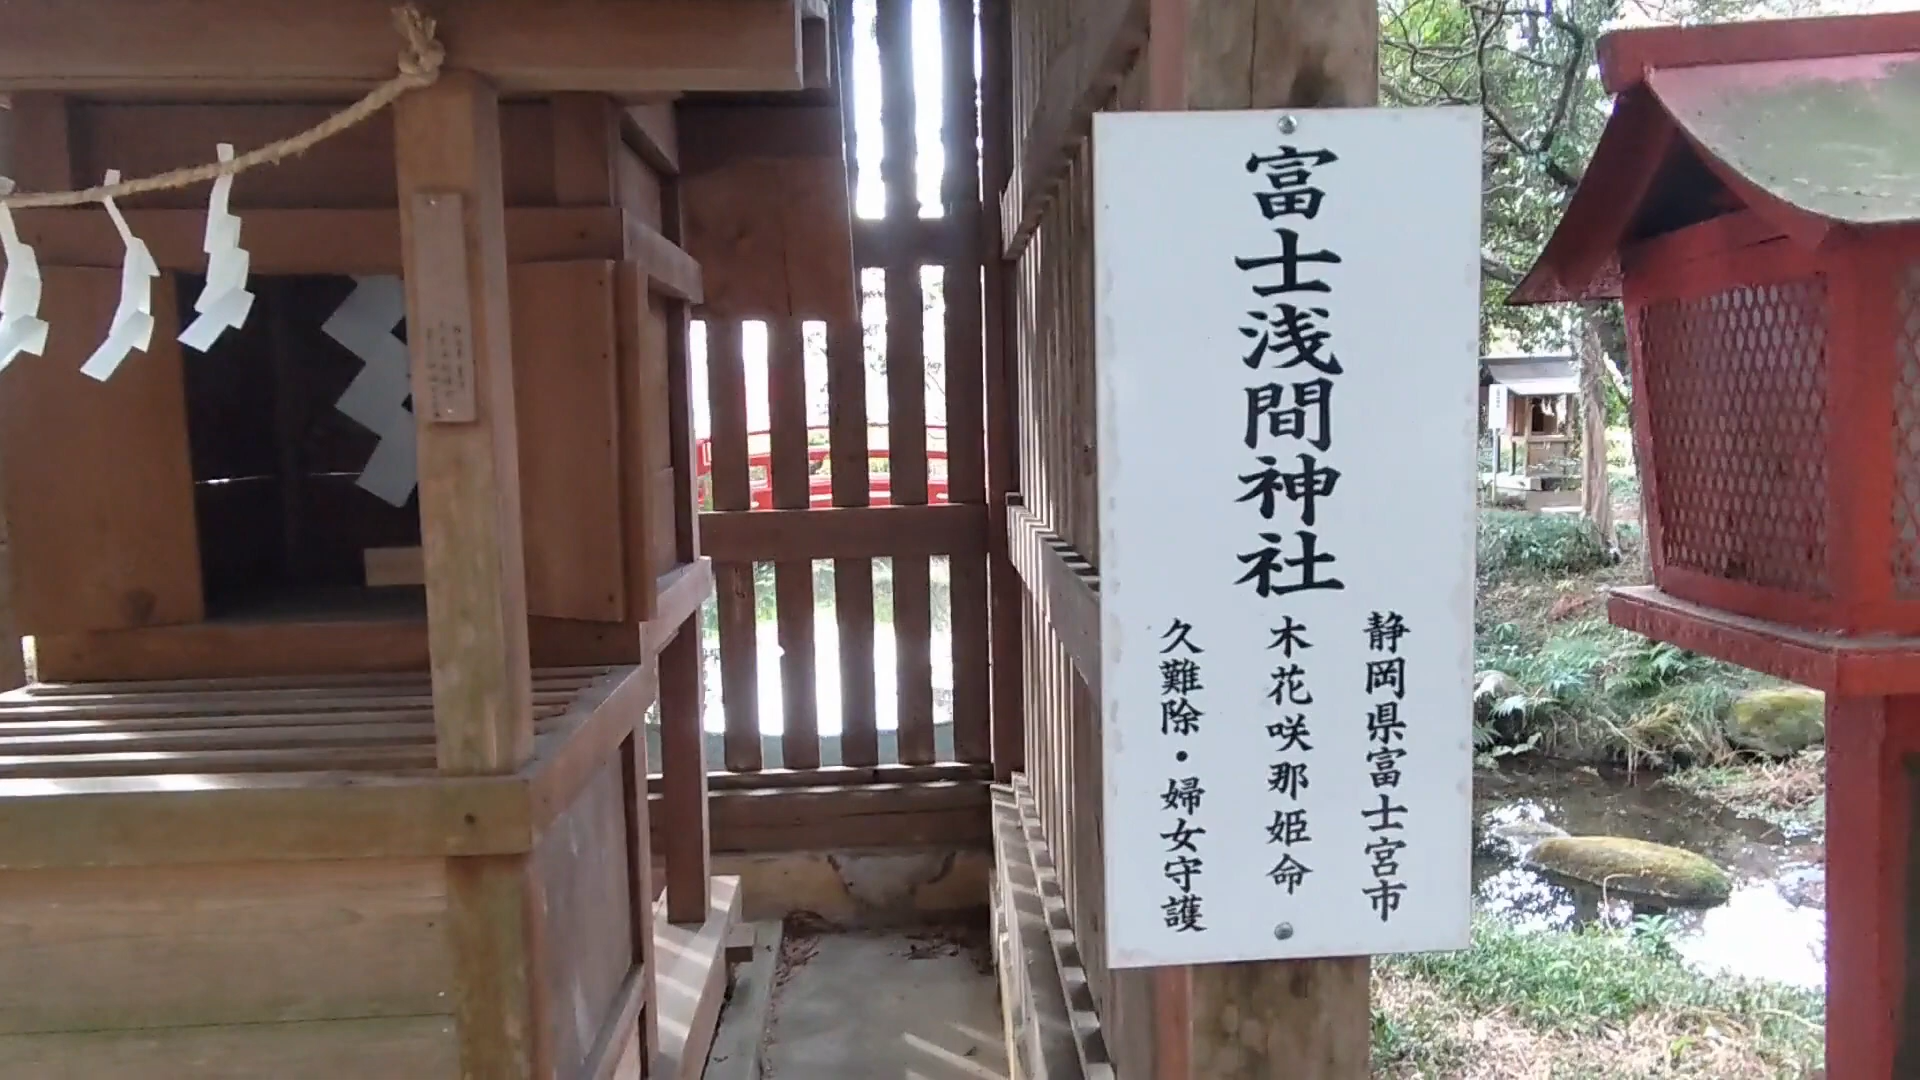 富士浅間神社
静岡県富士宮市
木花咲那姫命
久難除・婦女守護